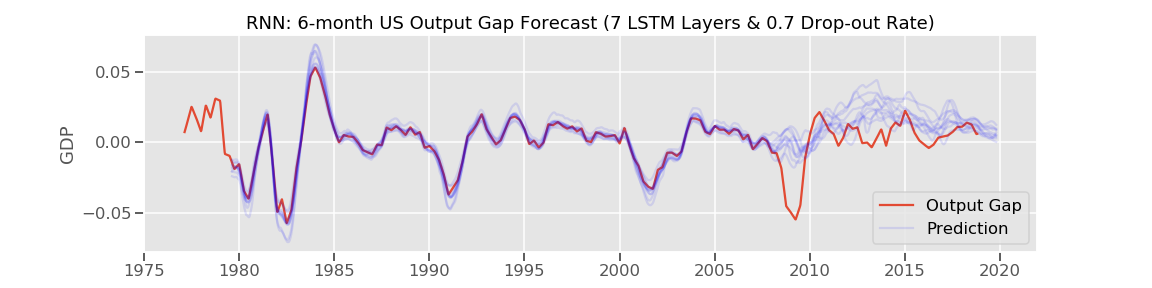 RNN: 6-month US Output Gap Forecast (7 LSTM Layers & 0.7 Drop-out Rate)
GDP
0.05
0.00
−0.05
Output Gap
Prediction
1975 1980 1985 1990 1995 2000 2005 2010 2015 2020